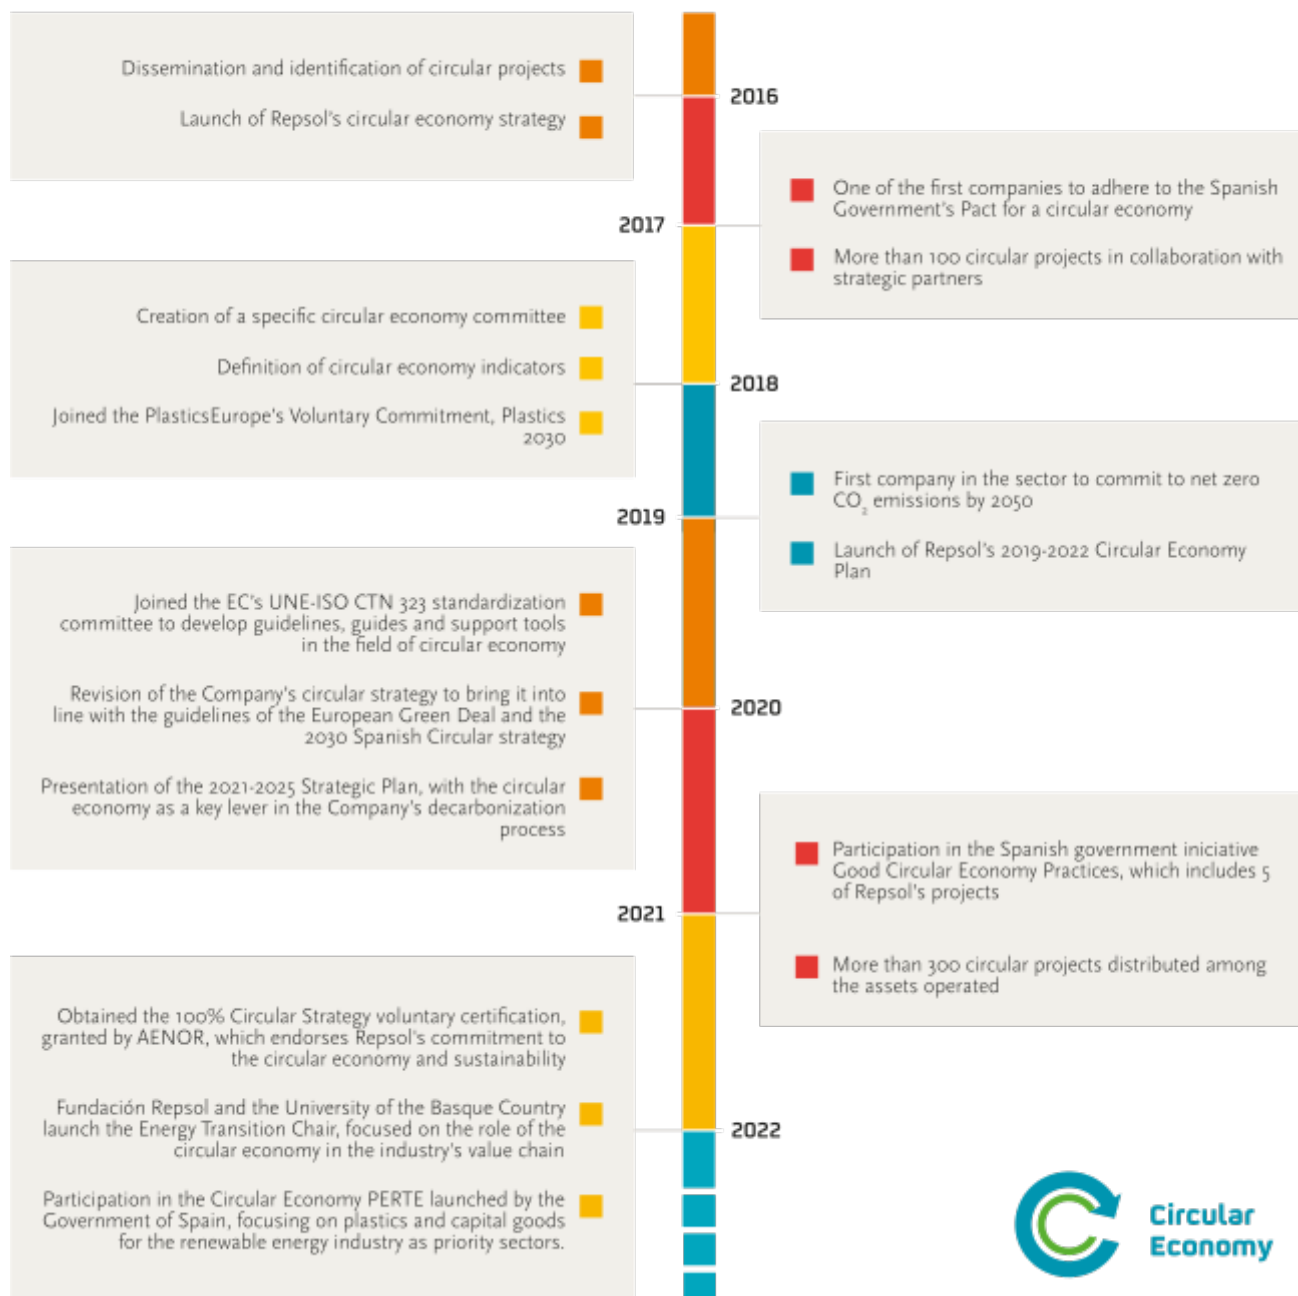 Dissemination and identification of circular projects
Launch of Repsol's circular economy strategy
2016
One of the first companies to adhere to the Spanish
Government's Pact for a circular economy
More than 100 circular projects in collaboration with
strategic partners
2017
Creation of a specific circular economy committee
Definition of circular economy indicators
Joined the PlasticsEurope's Voluntary Commitment, Plastics
2030
2018
First company in the sector to commit to net zero
CO₂ emissions by 2050
Launch of Repsol's 2019-2022 Circular Economy
Plan
2019
Joined the EC's UNE-ISO CTN 323 standardization
committee to develop guidelines, guides and support tools
in the field of circular economy
Revision of the Company's circular strategy to bring it into
line with the guidelines of the European Green Deal and the
2030 Spanish Circular strategy
Presentation of the 2021-2025 Strategic Plan, with the circular
economy as a key lever in the Company's decarbonization
process
2020
Participation in the Spanish government iniciative
Good Circular Economy Practices, which includes 5
of Repsol's projects
More than 300 circular projects distributed among
the assets operated
2021
Obtained the 100% Circular Strategy voluntary certification,
granted by AENOR, which endorses Repsol's commitment to
the circular economy and sustainability
Fundación Repsol and the University of the Basque Country
launch the Energy Transition Chair, focused on the role of the
circular economy in the industry's value chain
Participation in the Circular Economy PERTE launched by the
Government of Spain, focusing on plastics and capital goods
for the renewable energy industry as priority sectors.
2022
Circular
Economy